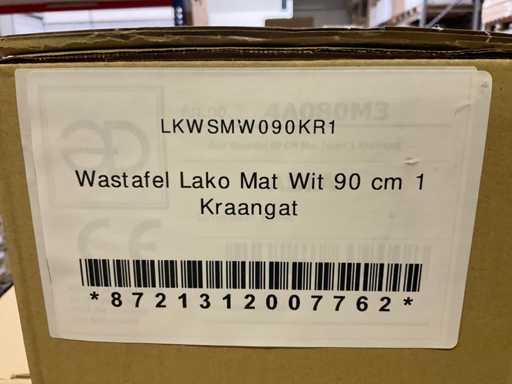 LKWSMW090KR1
Wastafel Lako Mat Wit 90 cm 1
Kraangat
*8721312007762*